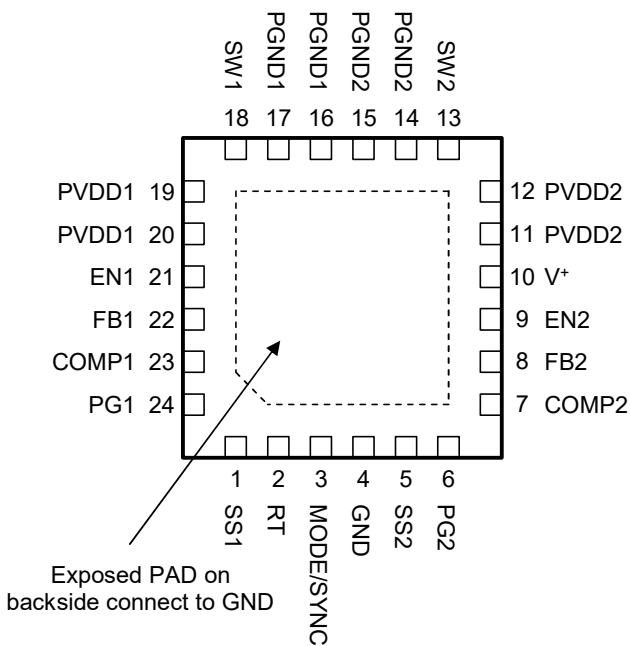 SW1
PGND1
PGND1
PGND2
PGND2
SW2
18 17 16 15 14 13
PVDD1 19
PVDD1 20
EN1 21
FB1 22
COMP1 23
PG1 24
12 PVDD2
11 PVDD2
10 V⁺
9 EN2
8 FB2
7 COMP2
1 2 3 4 5 6
SS1
RT
MODE/SYNC
GND
SS2
PG2
Exposed PAD on
backside connect to GND